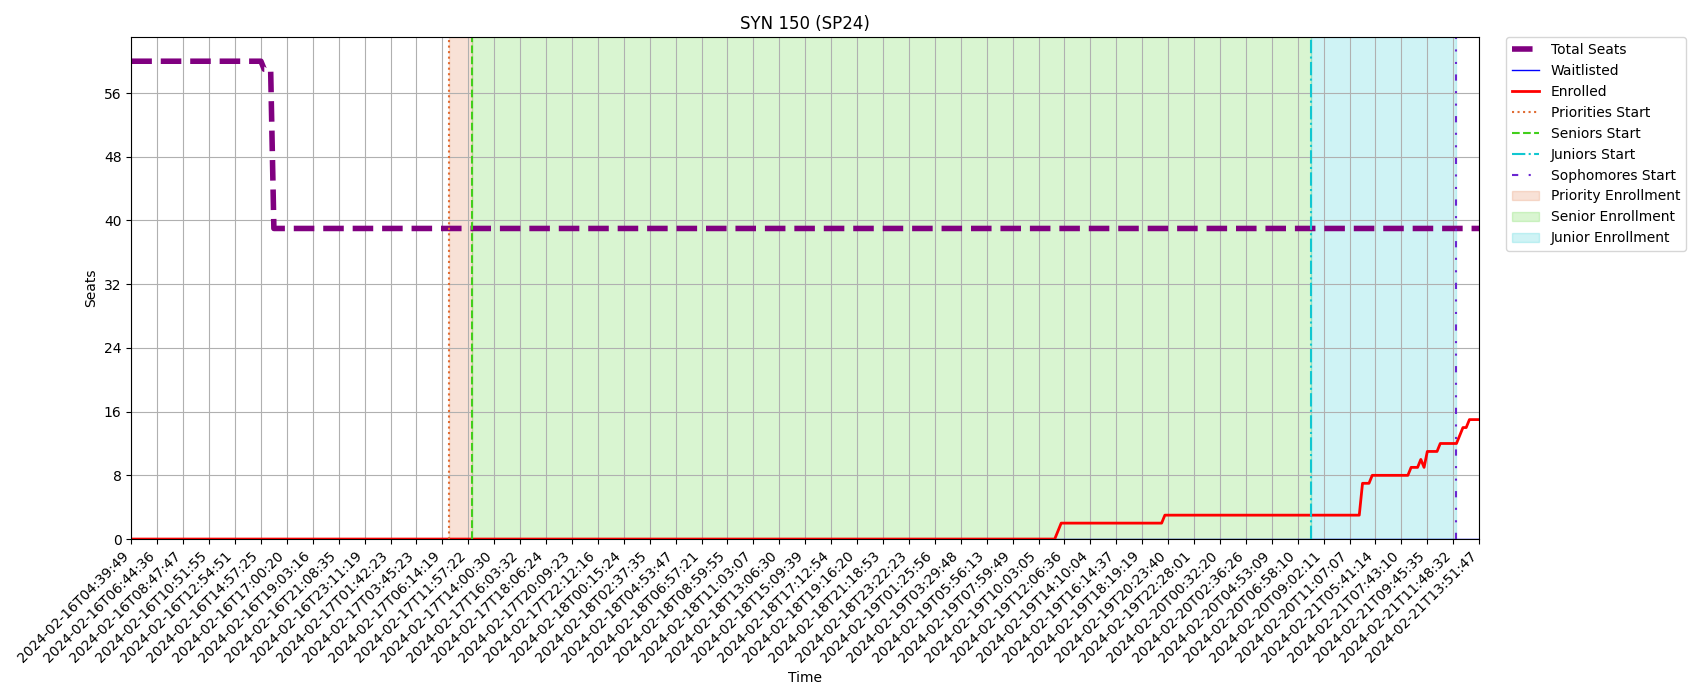 SYN 150 (SP24)
Total Seats
Waitlisted
Enrolled
Priorities Start
Seniors Start
Juniors Start
Sophomores Start
Priority Enrollment
Senior Enrollment
Junior Enrollment
Seats
56
48
40
32
24
16
8
0
2024-02-16T04:39:49
2024-02-16T06:44:36
2024-02-16T08:47:47
2024-02-16T10:51:55
2024-02-16T12:54:51
2024-02-16T14:57:25
2024-02-16T17:00:20
2024-02-16T19:03:16
2024-02-16T21:08:35
2024-02-16T23:11:19
2024-02-17T01:42:23
2024-02-17T03:45:23
2024-02-17T06:14:19
2024-02-17T11:57:22
2024-02-17T14:00:30
2024-02-17T16:03:32
2024-02-17T18:06:24
2024-02-17T20:09:23
2024-02-17T22:12:16
2024-02-18T00:15:24
2024-02-18T02:37:35
2024-02-18T04:53:47
2024-02-18T06:57:21
2024-02-18T08:59:55
2024-02-18T11:03:07
2024-02-18T13:06:30
2024-02-18T15:09:39
2024-02-18T17:12:54
2024-02-18T19:16:20
2024-02-18T21:18:53
2024-02-18T23:22:23
2024-02-19T01:25:56
2024-02-19T03:29:48
2024-02-19T05:56:13
2024-02-19T07:59:49
2024-02-19T10:03:05
2024-02-19T12:06:36
2024-02-19T14:10:04
2024-02-19T16:14:37
2024-02-19T18:19:19
2024-02-19T20:23:40
2024-02-19T22:28:01
2024-02-20T00:32:20
2024-02-20T02:36:26
2024-02-20T04:53:09
2024-02-20T06:58:10
2024-02-20T09:02:11
2024-02-20T11:07:07
2024-02-21T05:41:14
2024-02-21T07:43:10
2024-02-21T09:45:35
2024-02-21T11:48:32
2024-02-21T13:51:47
Time